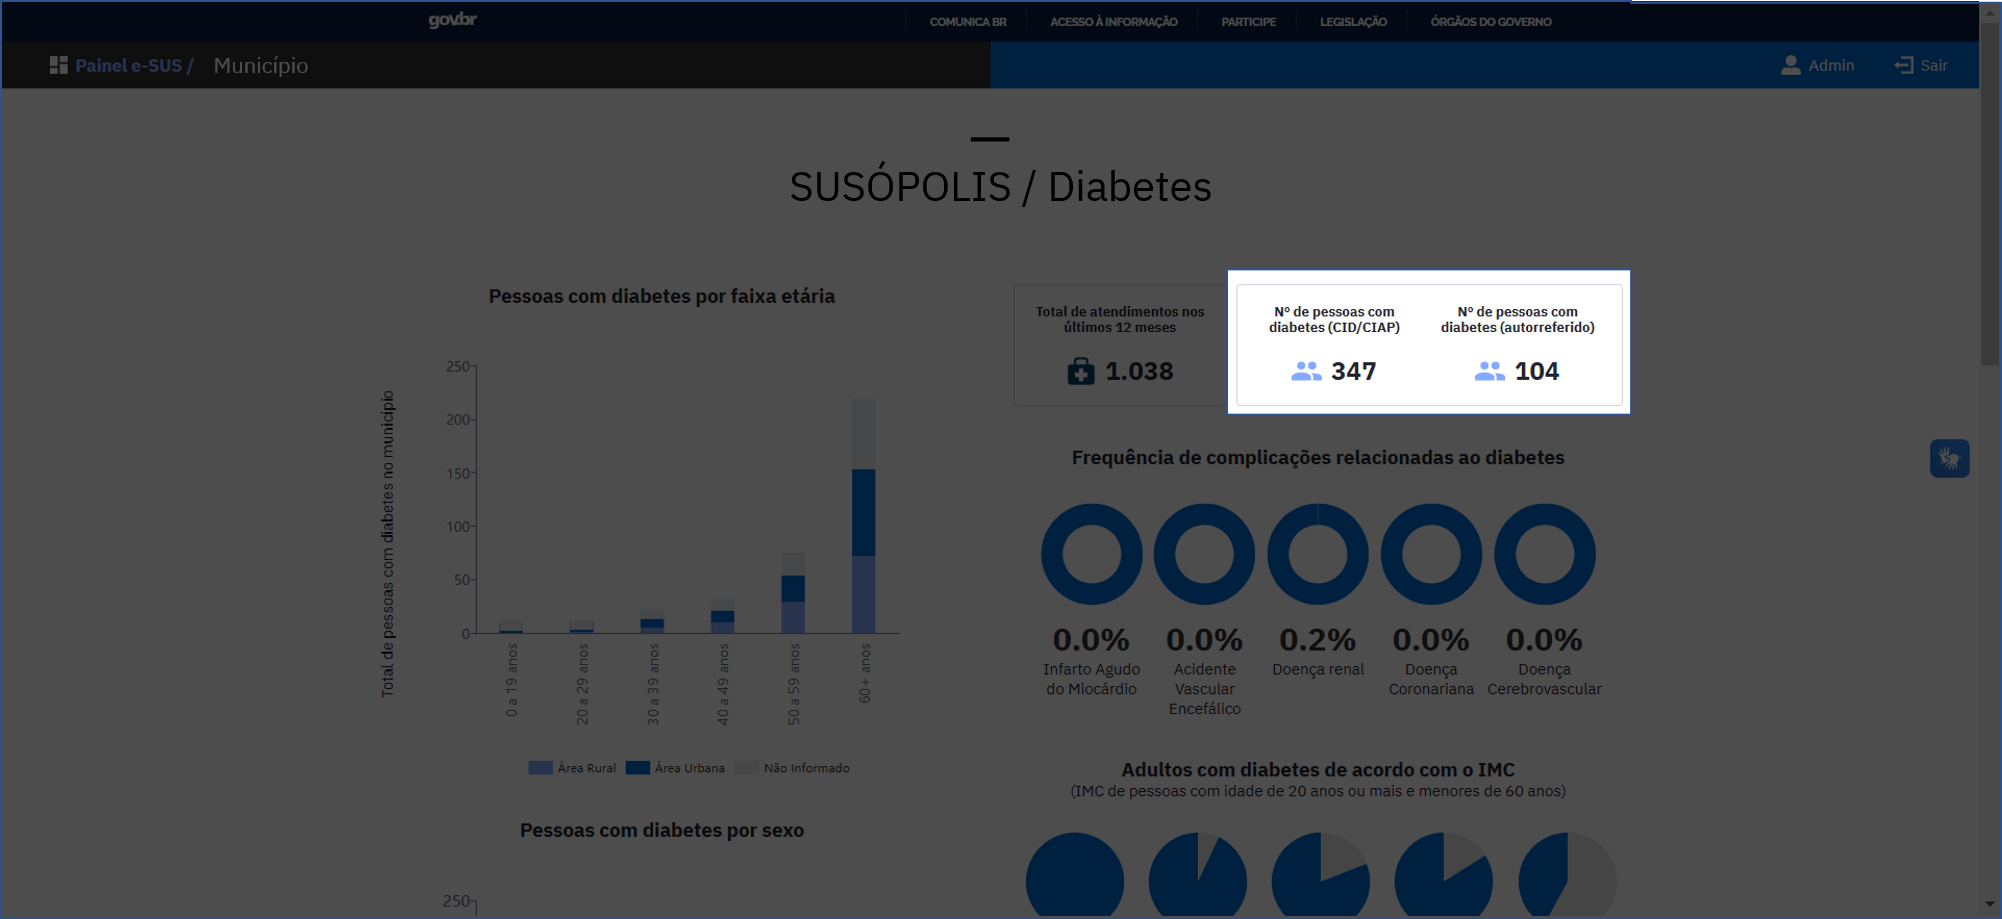 gov.br
COMUNICA BR
ACESSO À INFORMAÇÃO
PARTICIPE
LEGISLAÇÃO
ÓRGÃOS DO GOVERNO
Painel e-SUS /
Município
Admin
Sair
SUSÓPOLIS / Diabetes
Pessoas com diabetes por faixa etária
Total de pessoas com diabetes no município
250
200
150
100
50
0
0 a 19 anos
20 a 29 anos
30 a 39 anos
40 a 49 anos
50 a 59 anos
60+ anos
Área Rural
Área Urbana
Não Informado
Pessoas com diabetes por sexo
250
Total de atendimentos nos
últimos 12 meses
1.038
Nº de pessoas com
diabetes (CID/CIAP)
347
Nº de pessoas com
diabetes (autorreferido)
104
Frequência de complicações relacionadas ao diabetes
0.0%
Infarto Agudo
do Miocárdio
0.0%
Acidente
Vascular
Encefálico
0.2%
Doença renal
0.0%
Doença
Coronariana
0.0%
Doença
Cerebrovascular
Adultos com diabetes de acordo com o IMC
(IMC de pessoas com idade de 20 anos ou mais e menores de 60 anos)